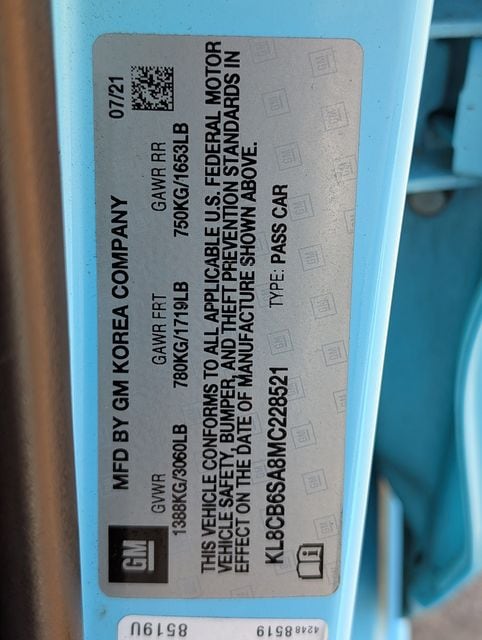 GM
MFD BY GM KOREA COMPANY 07/21
GVWR GAWR FRT GAWR RR
1388KG/3060LB 780KG/1719LB 750KG/1653LB
THIS VEHICLE CONFORMS TO ALL APPLICABLE U.S. FEDERAL MOTOR
VEHICLE SAFETY, BUMPER, AND THEFT PREVENTION STANDARDS IN
EFFECT ON THE DATE OF MANUFACTURE SHOWN ABOVE.
KL8CB6SA8MC228521 TYPE: PASS CAR
42488519
8519U